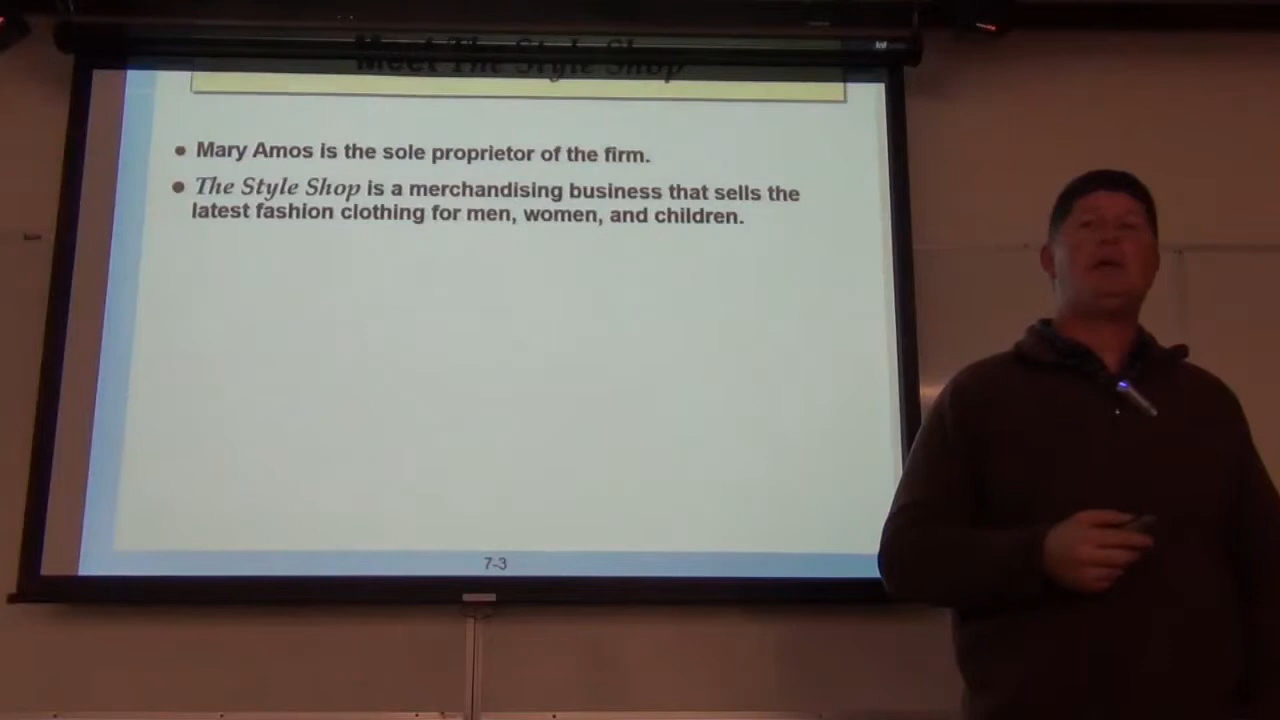 Meet The Style Shop
• Mary Amos is the sole proprietor of the firm.
• The Style Shop is a merchandising business that sells the
latest fashion clothing for men, women, and children.
7-3